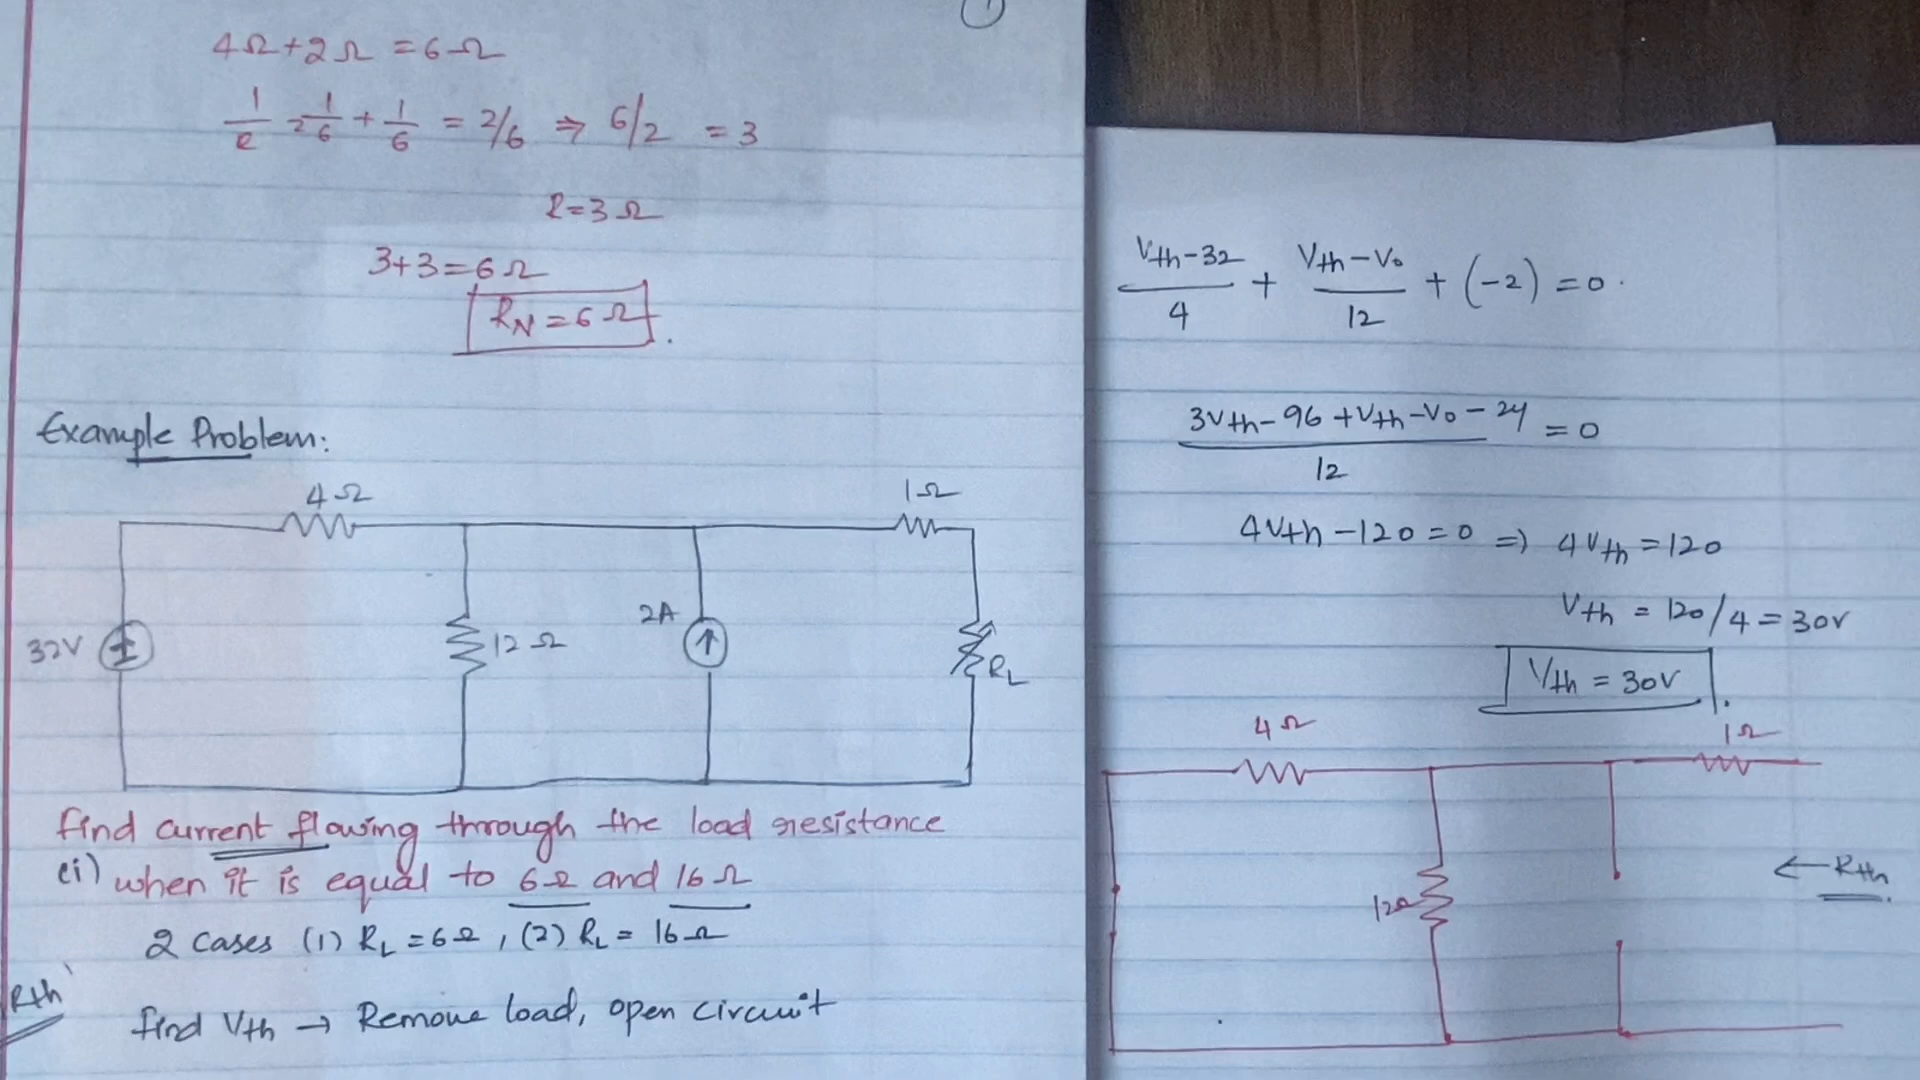 4Ω+2Ω = 6Ω
1/R = 1/6 + 1/6 = 2/6 ⇒ 6/2 = 3
R=3Ω
3+3=6Ω
RN = 6Ω
Example Problem:
4Ω
1Ω
32V
12Ω
2A
RL
find current flowing through the load resistance
(i) when it is equal to 6Ω and 16Ω
2 cases (1) RL = 6Ω, (2) RL = 16Ω
Rth
find Vth → Remove load, open circuit
(Vth-32)/4 + (Vth-V0)/12 + (-2) = 0.
(3Vth-96+Vth-V0-24)/12 = 0
4Vth-120=0 ⇒ 4Vth=120
Vth = 120/4 = 30V
Vth = 30V
4Ω
1Ω
12Ω
← Rth